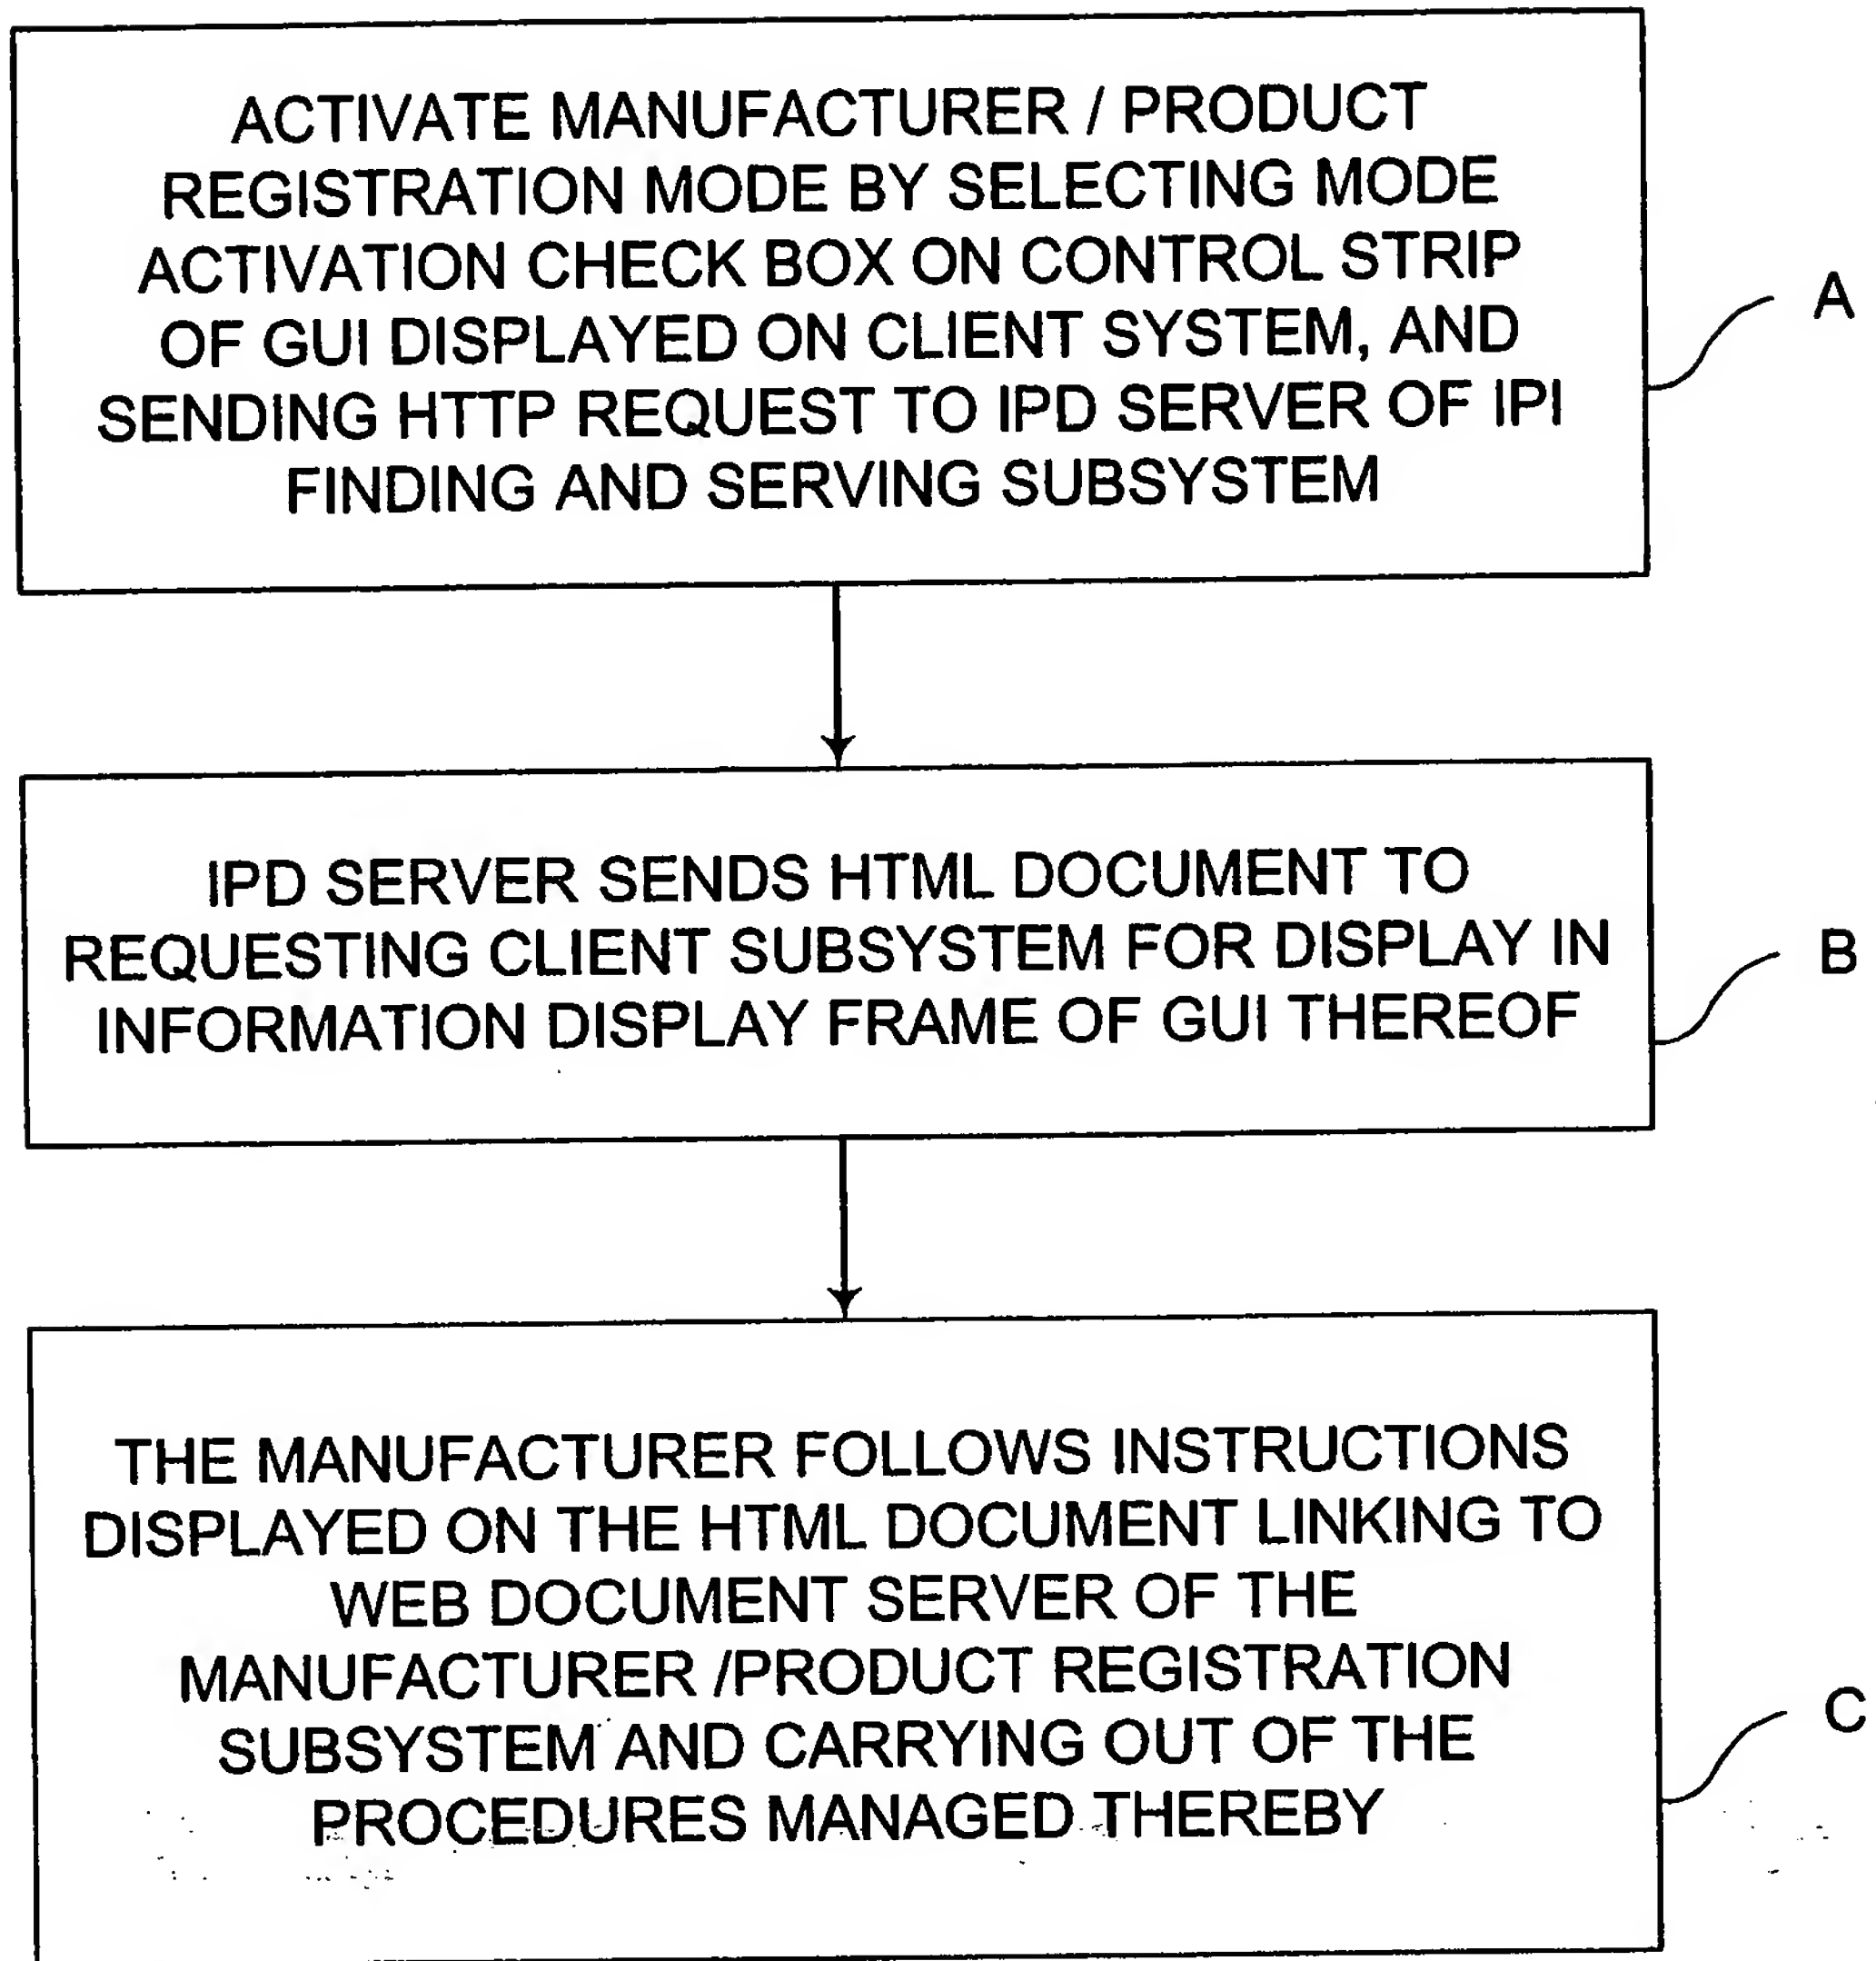 ACTIVATE MANUFACTURER / PRODUCT
REGISTRATION MODE BY SELECTING MODE
ACTIVATION CHECK BOX ON CONTROL STRIP
OF GUI DISPLAYED ON CLIENT SYSTEM, AND
SENDING HTTP REQUEST TO IPD SERVER OF IPI
FINDING AND SERVING SUBSYSTEM
A
IPD SERVER SENDS HTML DOCUMENT TO
REQUESTING CLIENT SUBSYSTEM FOR DISPLAY IN
INFORMATION DISPLAY FRAME OF GUI THEREOF
B
THE MANUFACTURER FOLLOWS INSTRUCTIONS
DISPLAYED ON THE HTML DOCUMENT LINKING TO
WEB DOCUMENT SERVER OF THE
MANUFACTURER /PRODUCT REGISTRATION
SUBSYSTEM AND CARRYING OUT OF THE
PROCEDURES MANAGED THEREBY
C